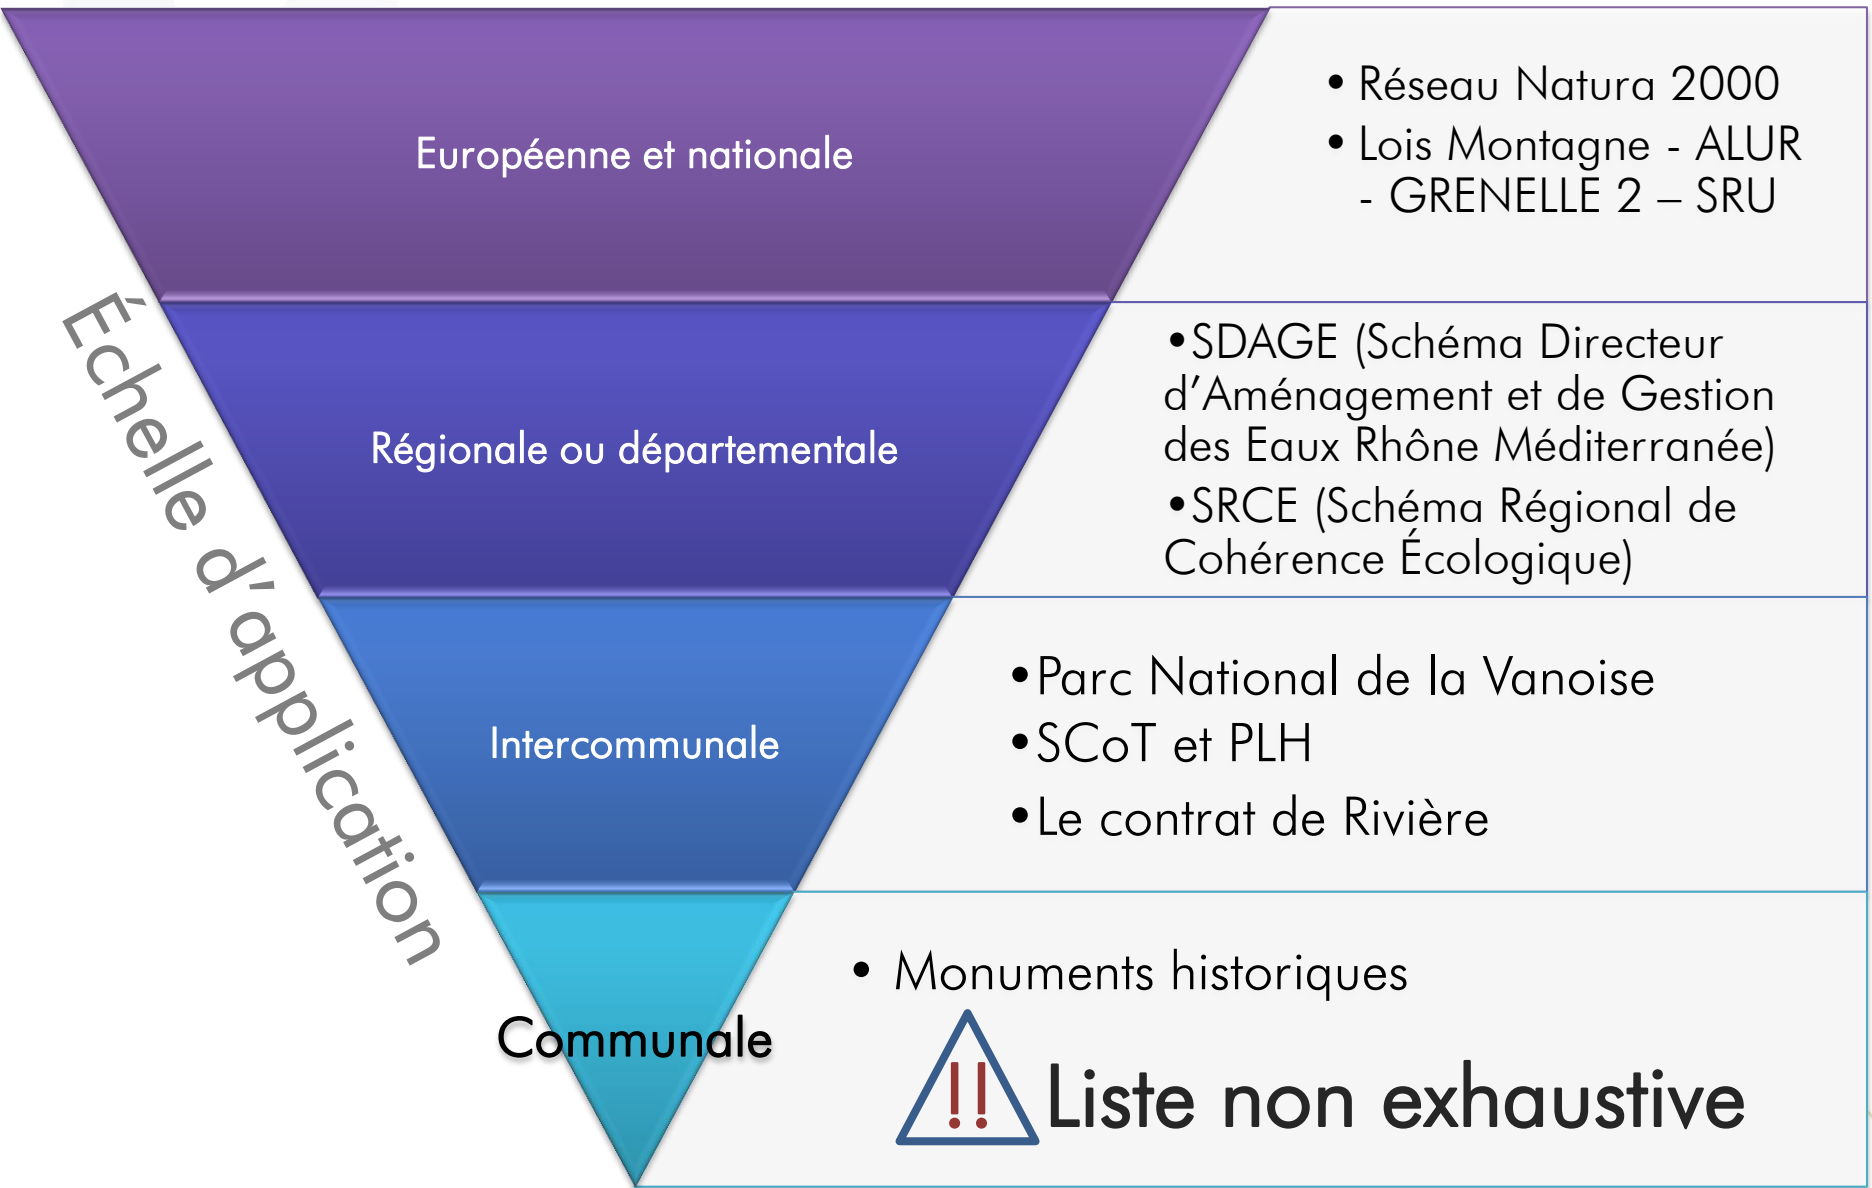 Échelle d'application
Européenne et nationale
• Réseau Natura 2000
• Lois Montagne - ALUR
- GRENELLE 2 – SRU
Régionale ou départementale
•SDAGE (Schéma Directeur
d’Aménagement et de Gestion
des Eaux Rhône Méditerranée)
•SRCE (Schéma Régional de
Cohérence Écologique)
Intercommunale
•Parc National de la Vanoise
•SCoT et PLH
•Le contrat de Rivière
Communale
• Monuments historiques
!!
Liste non exhaustive